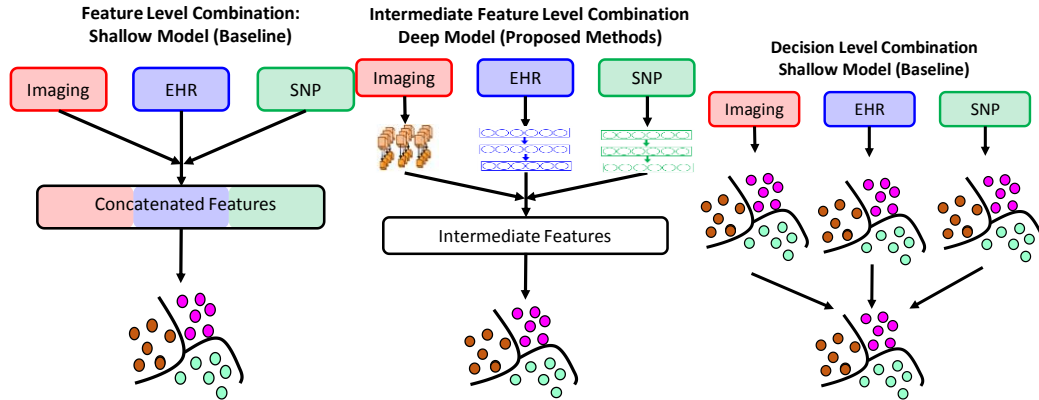 Feature Level Combination:
Shallow Model (Baseline)
Imaging
EHR
SNP
Concatenated Features
Intermediate Feature Level Combination
Deep Model (Proposed Methods)
Imaging
EHR
SNP
Intermediate Features
Decision Level Combination
Shallow Model (Baseline)
Imaging
EHR
SNP